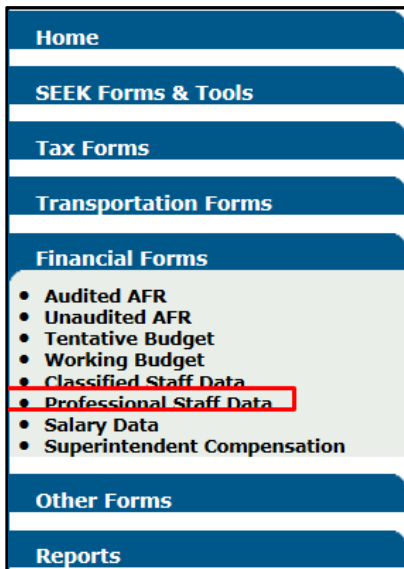 Home
SEEK Forms & Tools
Tax Forms
Transportation Forms
Financial Forms
• Audited AFR
• Unaudited AFR
• Tentative Budget
• Working Budget
• Classified Staff Data
• Professional Staff Data
• Salary Data
• Superintendent Compensation
Other Forms
Reports